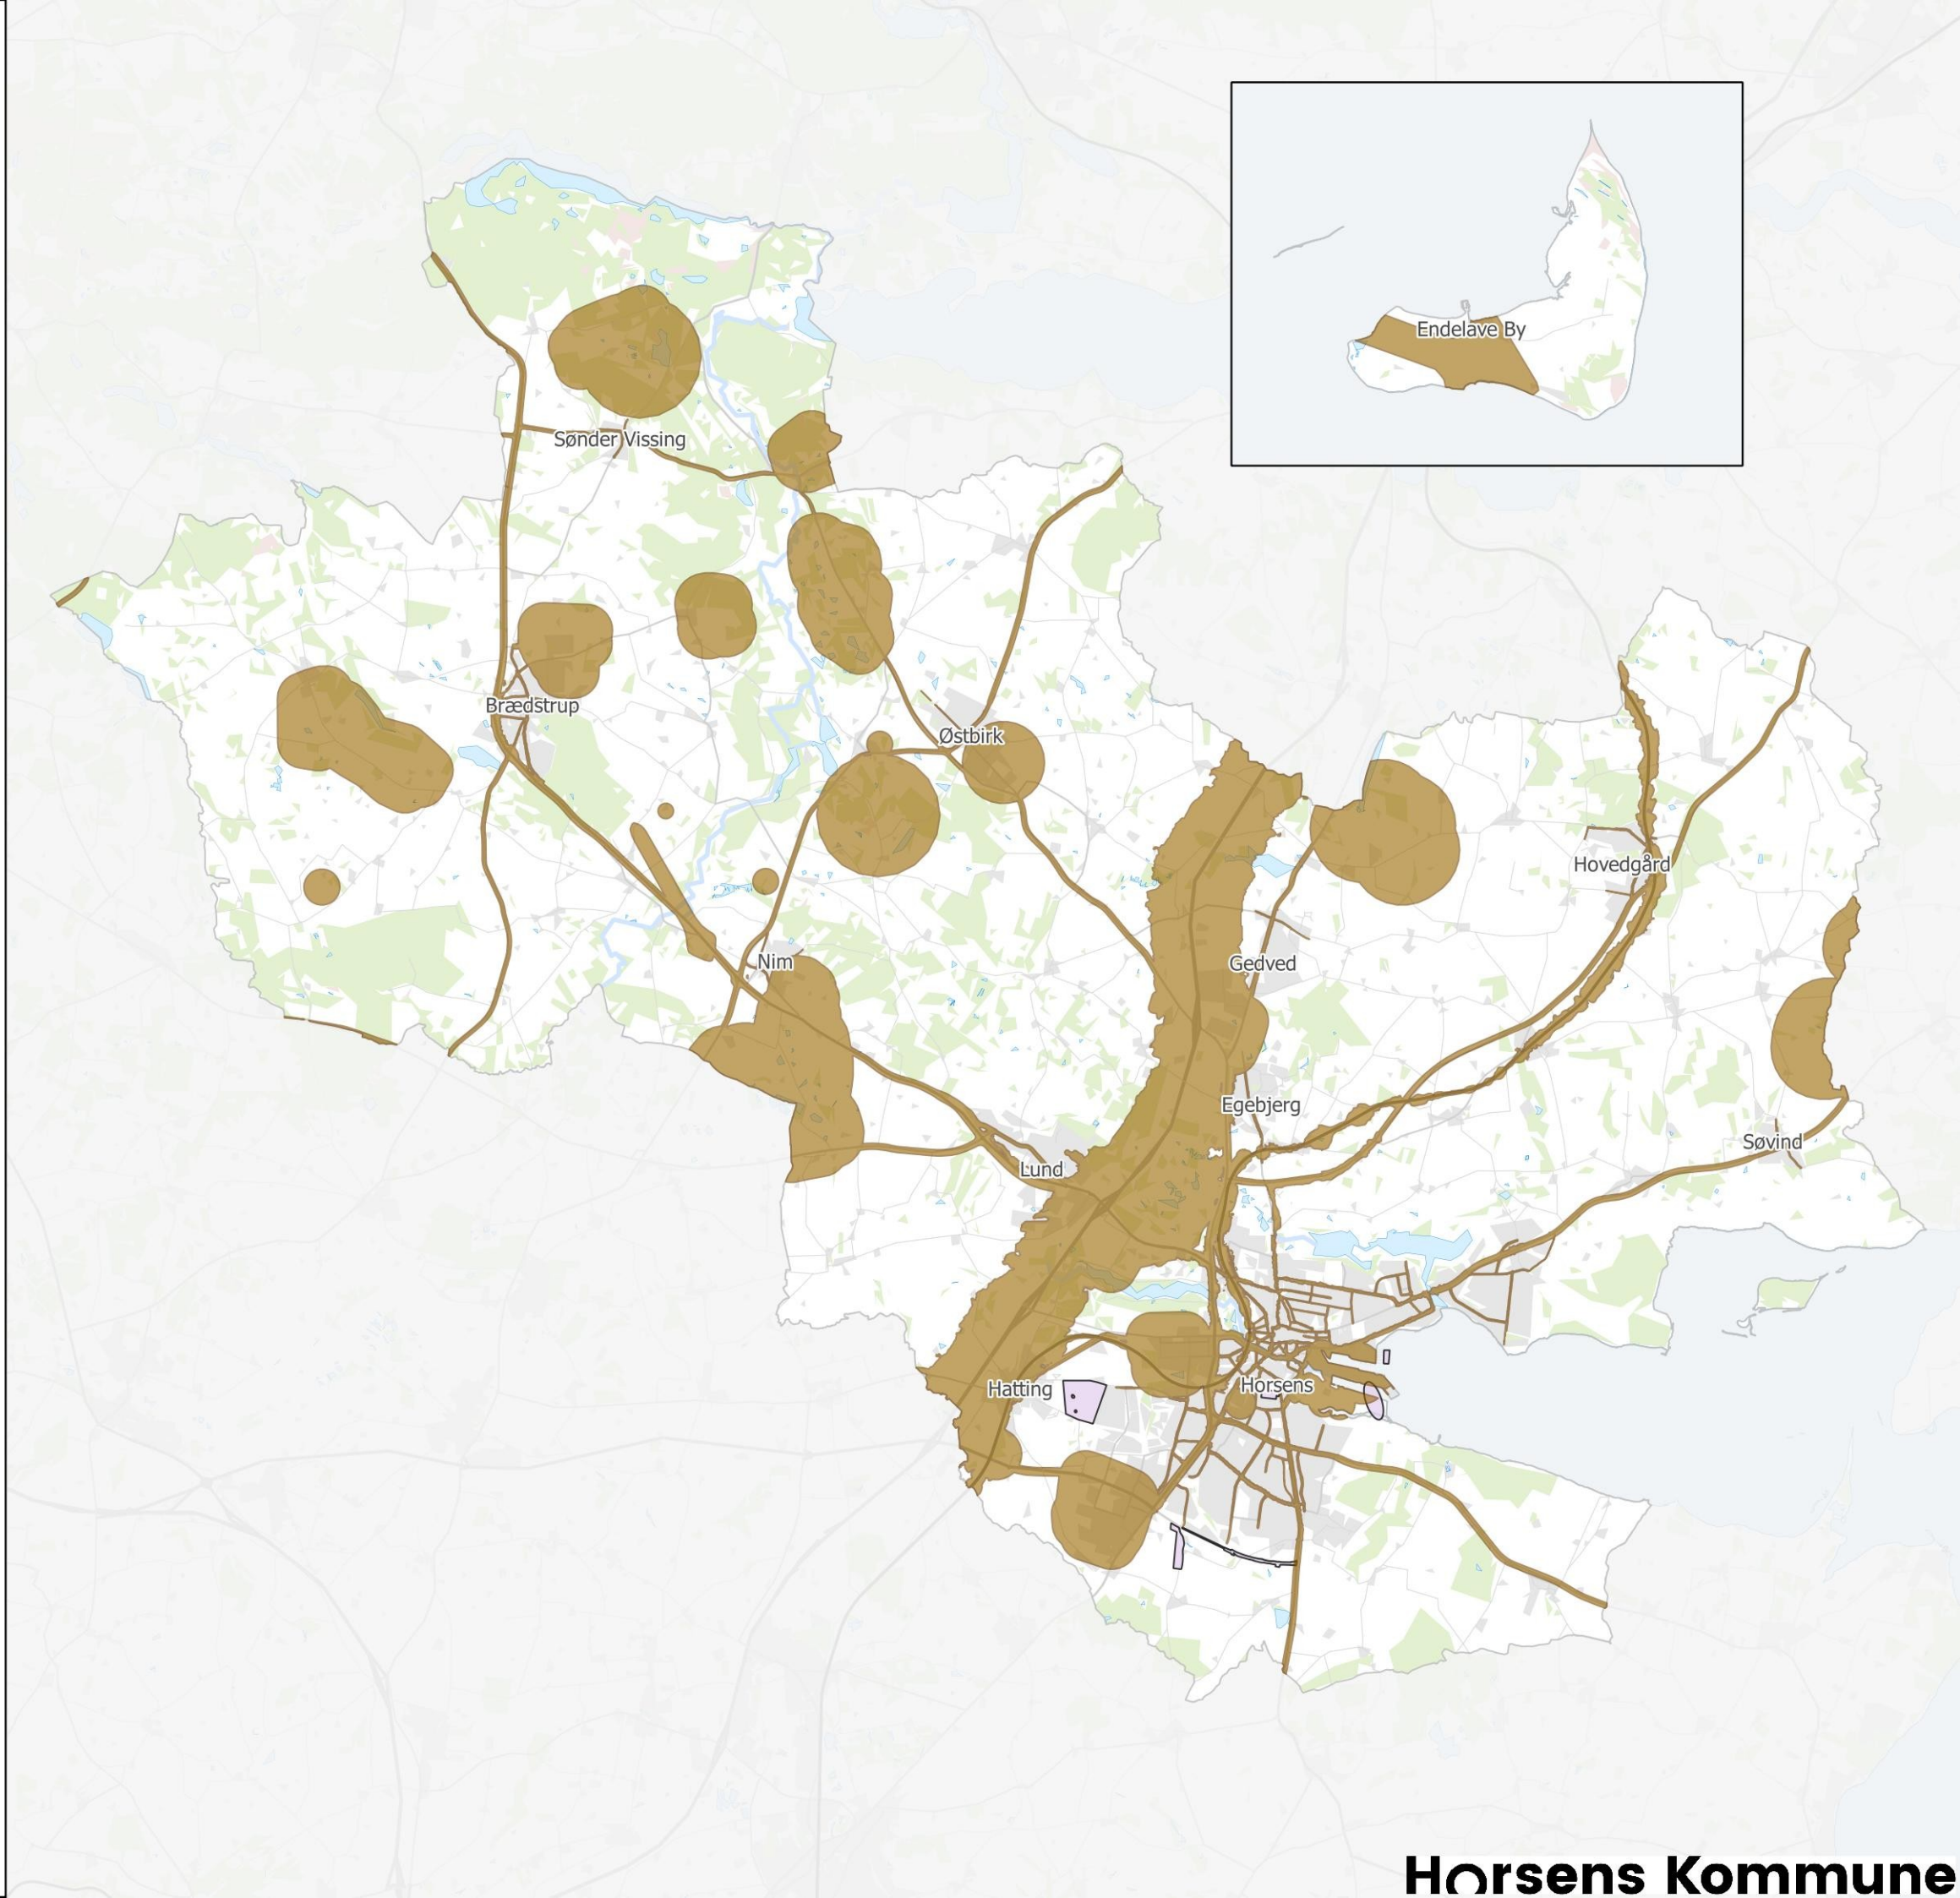 Endelave By
Sønder Vissing
Brædstrup
Østbirk
Hovedgård
Nim
Gedved
Egebjerg
Søvind
Lund
Hatting
Horsens
Horsens Kommune